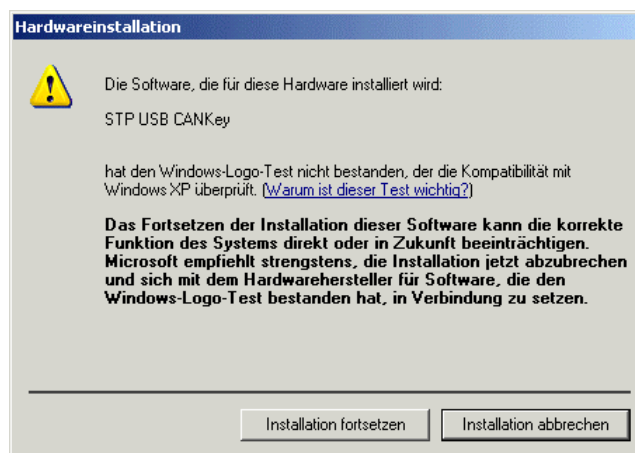 Hardwareinstallation
Die Software, die für diese Hardware installiert wird:
STP USB CANKey
hat den Windows-Logo-Test nicht bestanden, der die Kompatibilität mit
Windows XP überprüft. (Warum ist dieser Test wichtig?)
Das Fortsetzen der Installation dieser Software kann die korrekte
Funktion des Systems direkt oder in Zukunft beeinträchtigen.
Microsoft empfiehlt strengstens, die Installation jetzt abzubrechen
und sich mit dem Hardwarehersteller für Software, die den
Windows-Logo-Test bestanden hat, in Verbindung zu setzen.
Installation fortsetzen
Installation abbrechen